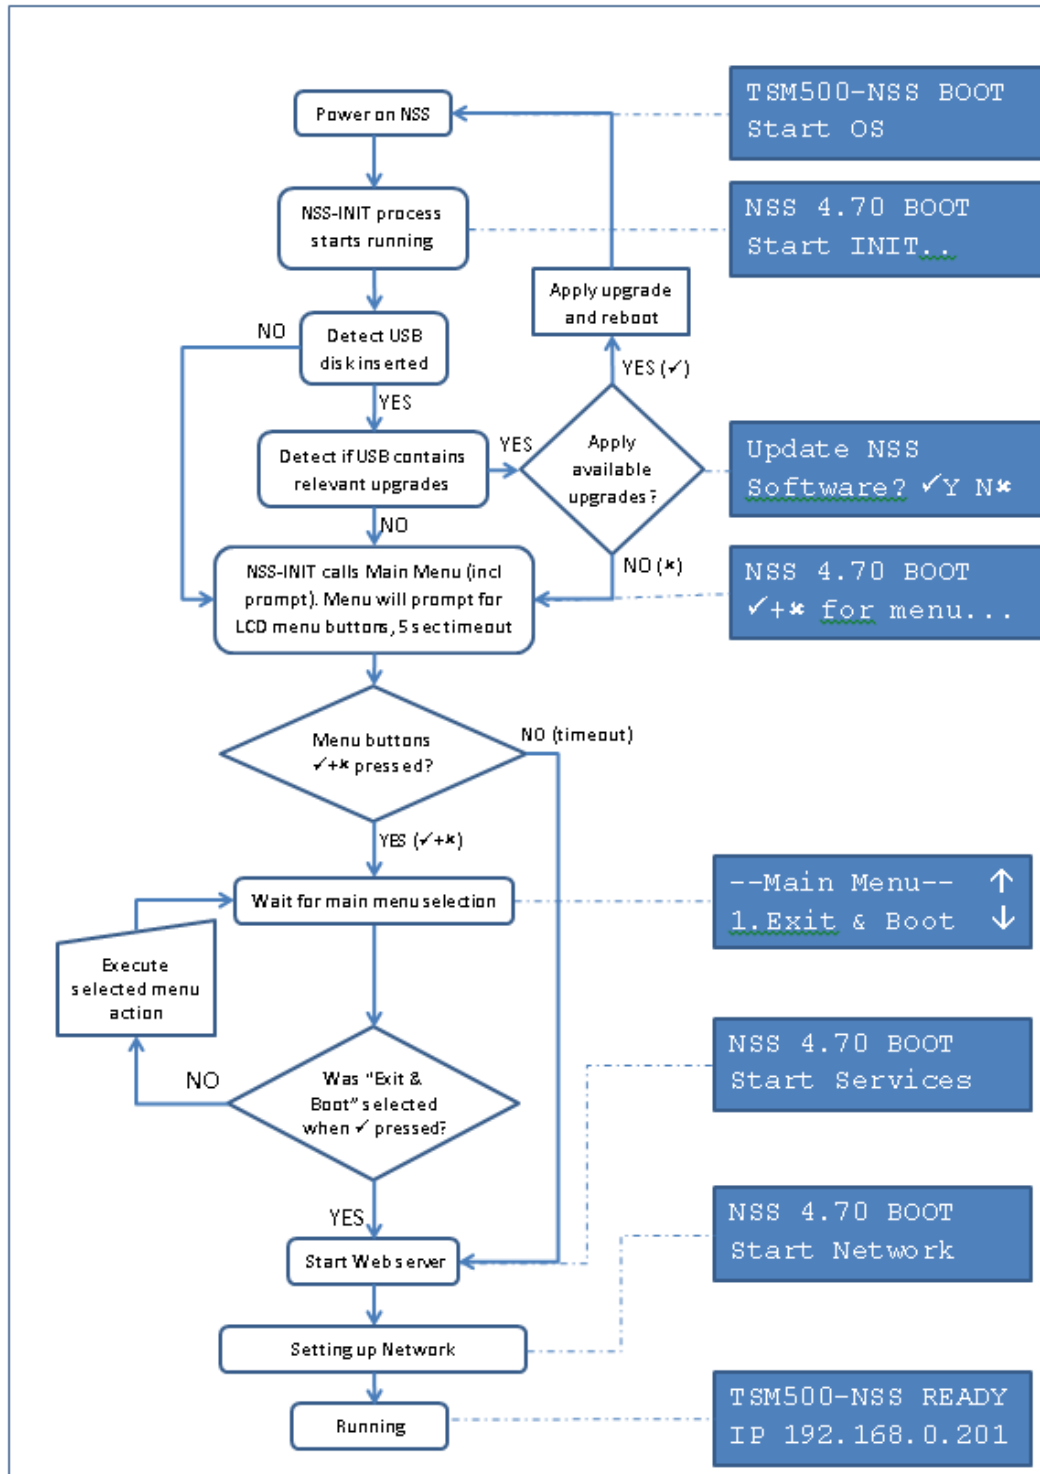 Power on NSS
TSM500-NSS BOOT
Start OS
NSS-INIT process
starts running
NSS 4.70 BOOT
Start INIT..
Apply upgrade
and reboot
NO
Detect USB
disk inserted
YES (✓)
YES
Detect if USB contains
relevant upgrades
YES
Apply
available
upgrades?
Update NSS
Software? ✓Y N✖
NO
NO (✖)
NSS-INIT calls Main Menu (incl
prompt). Menu will prompt for
LCD menu buttons, 5 sec timeout
NSS 4.70 BOOT
✓+✖ for menu...
Menu buttons
✓+✖ pressed?
NO (timeout)
YES (✓+✖)
Wait for main menu selection
--Main Menu-- ↑
1.Exit & Boot ↓
Execute
selected menu
action
NO
Was "Exit &
Boot" selected
when ✓ pressed?
NSS 4.70 BOOT
Start Services
YES
Start Web server
NSS 4.70 BOOT
Start Network
Setting up Network
Running
TSM500-NSS READY
IP 192.168.0.201